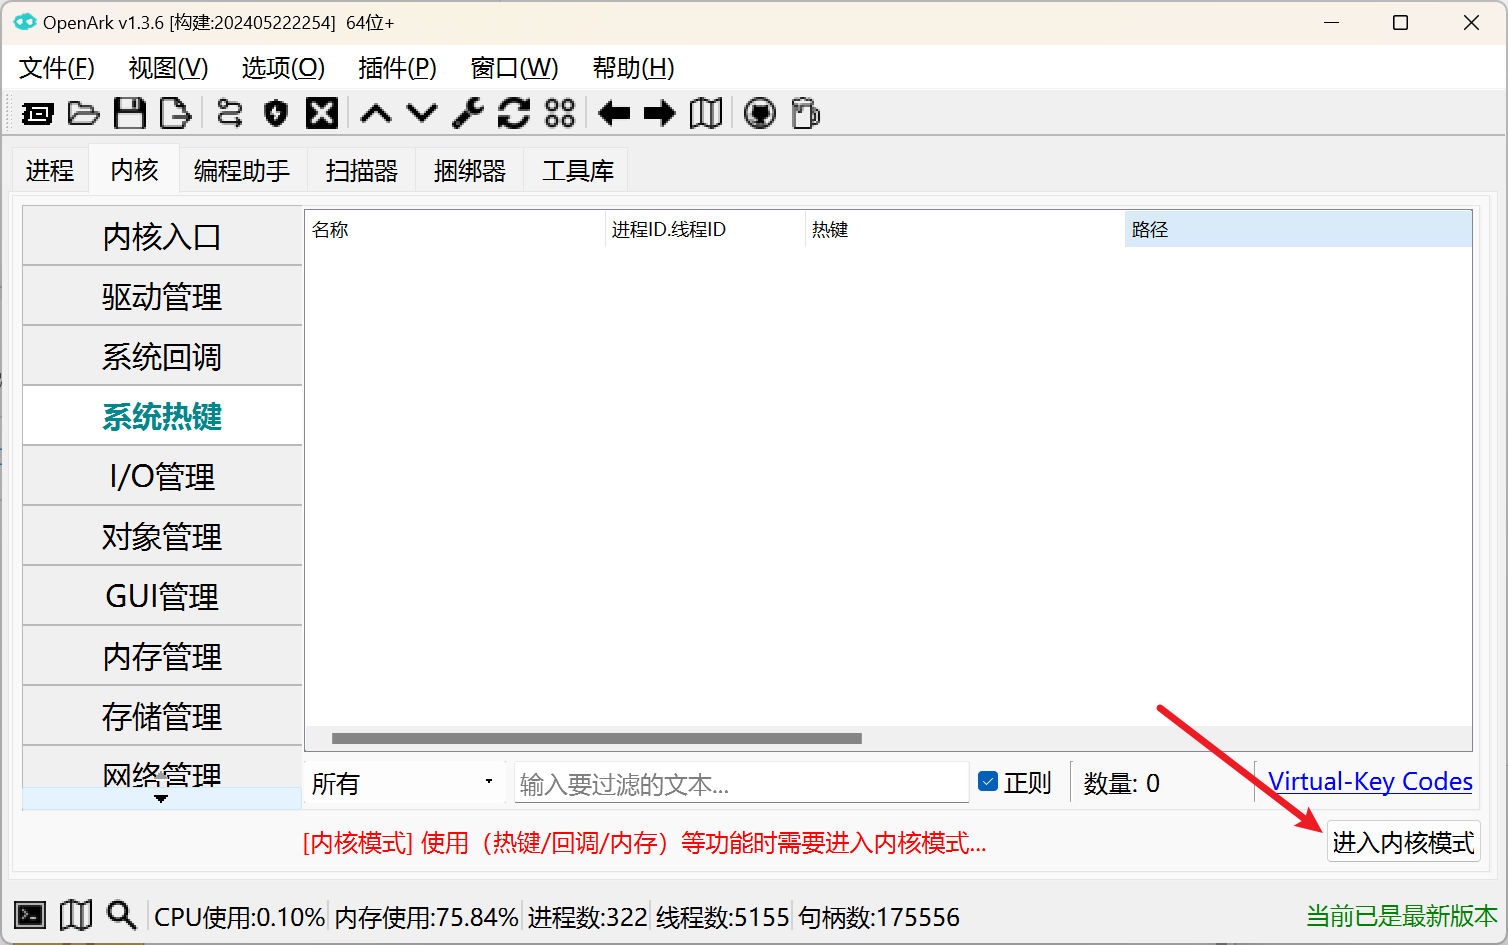 OpenArk v1.3.6 [构建:202405222254]  64位+
文件(F) 视图(V) 选项(O) 插件(P) 窗口(W) 帮助(H)
进程 内核 编程助手 扫描器 捆绑器 工具库
内核入口
驱动管理
系统回调
系统热键
I/O管理
对象管理
GUI管理
内存管理
存储管理
网络管理
名称 进程ID.线程ID 热键 路径
所有 输入要过滤的文本... 正则 数量: 0 Virtual-Key Codes
[内核模式] 使用（热键/回调/内存）等功能时需要进入内核模式... 进入内核模式
CPU使用:0.10% 内存使用:75.84% 进程数:322 线程数:5155 句柄数:175556 当前已是最新版本